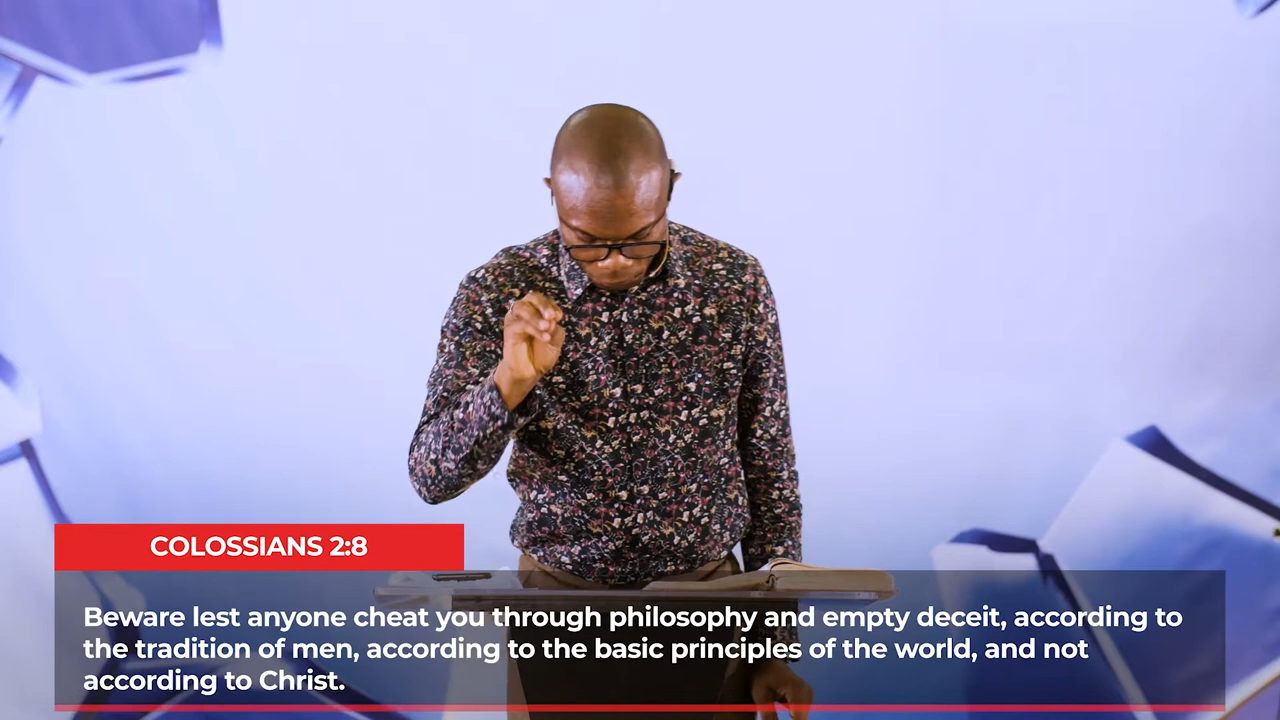 COLOSSIANS 2:8
Beware lest anyone cheat you through philosophy and empty deceit, according to
the tradition of men, according to the basic principles of the world, and not
according to Christ.